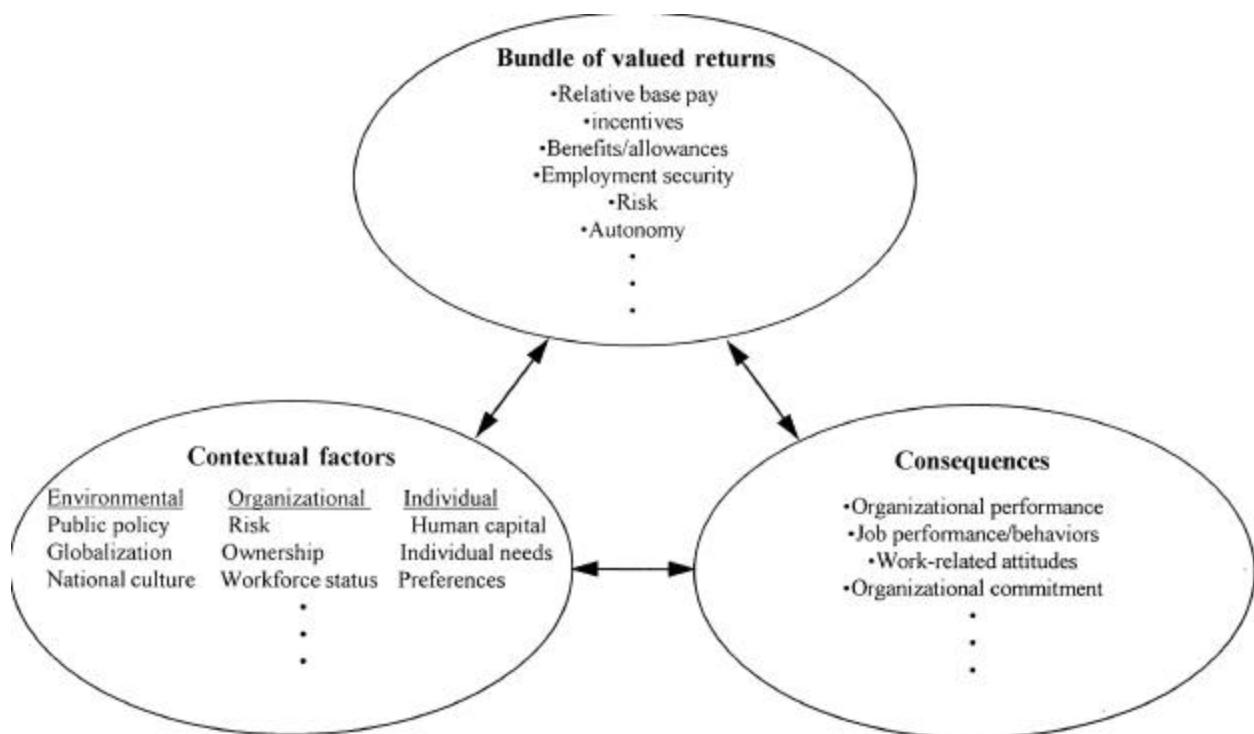 Bundle of valued returns
•Relative base pay
•incentives
•Benefits/allowances
•Employment security
•Risk
•Autonomy
Contextual factors
Environmental Organizational Individual
Public policy Risk Human capital
Globalization Ownership Individual needs
National culture Workforce status Preferences
Consequences
•Organizational performance
•Job performance/behaviors
•Work-related attitudes
•Organizational commitment